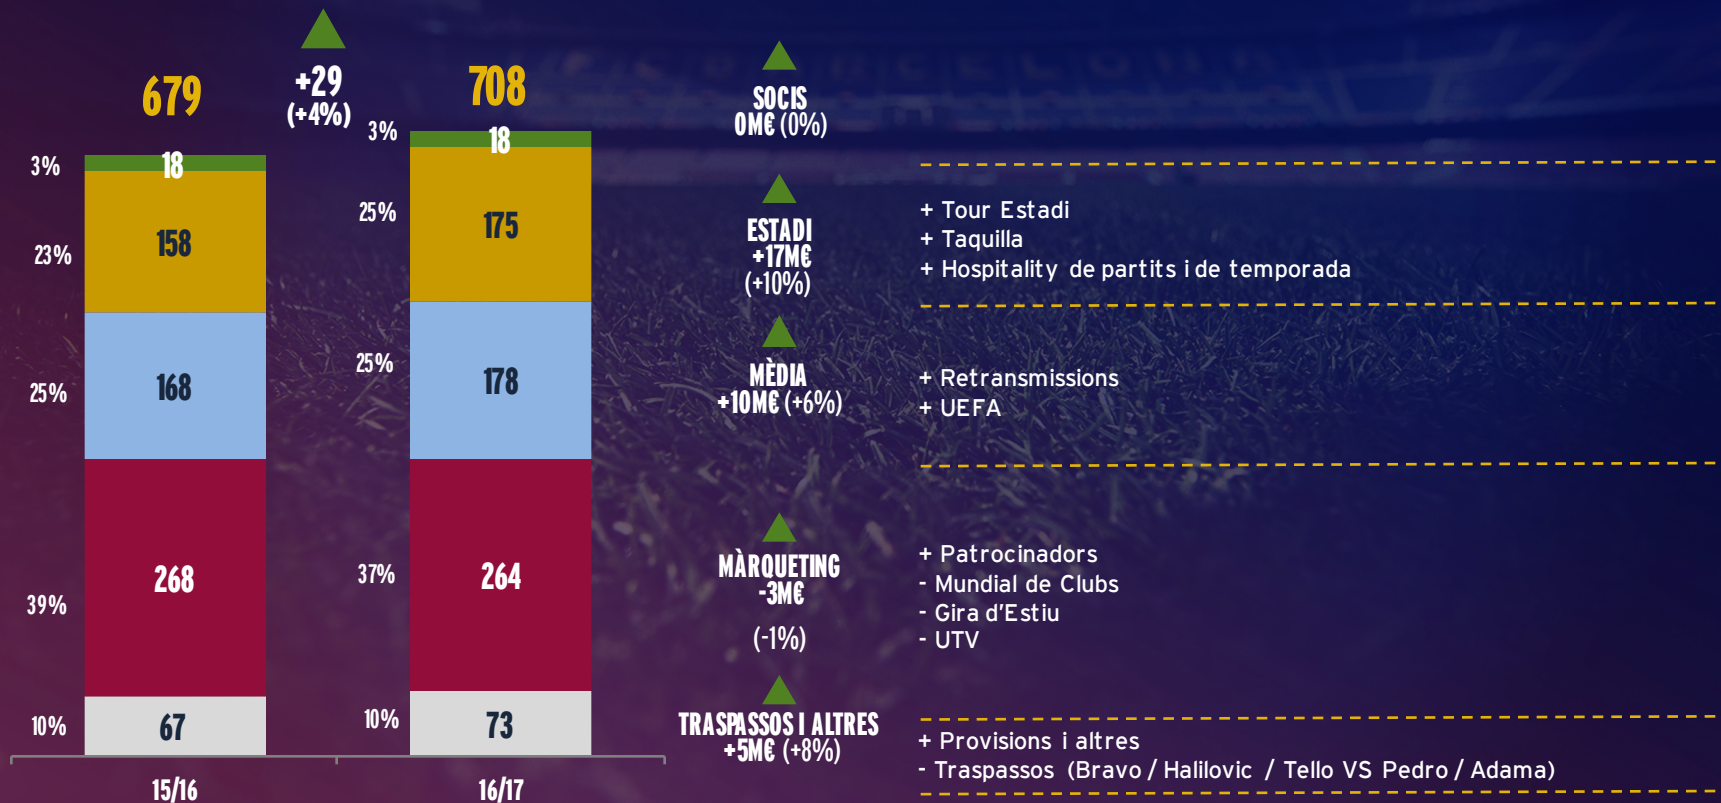 679
+29
(+4%)
708
3%
18
3%
18
158
23%
25%
175
168
25%
25%
178
268
39%
37%
264
67
10%
10%
73
15/16
16/17
SOCIS
0M€ (0%)
ESTADI
+17M€
(+10%)
+ Tour Estadi
+ Taquilla
+ Hospitality de partits i de temporada
MÈDIA
+10M€ (+6%)
+ Retransmissions
+ UEFA
MÀRQUETING
-3M€
(-1%)
+ Patrocinadors
- Mundial de Clubs
- Gira d'Estiu
- UTV
TRASPASSOS I ALTRES
+5M€ (+8%)
+ Provisions i altres
- Traspassos (Bravo / Halilovic / Tello VS Pedro / Adama)